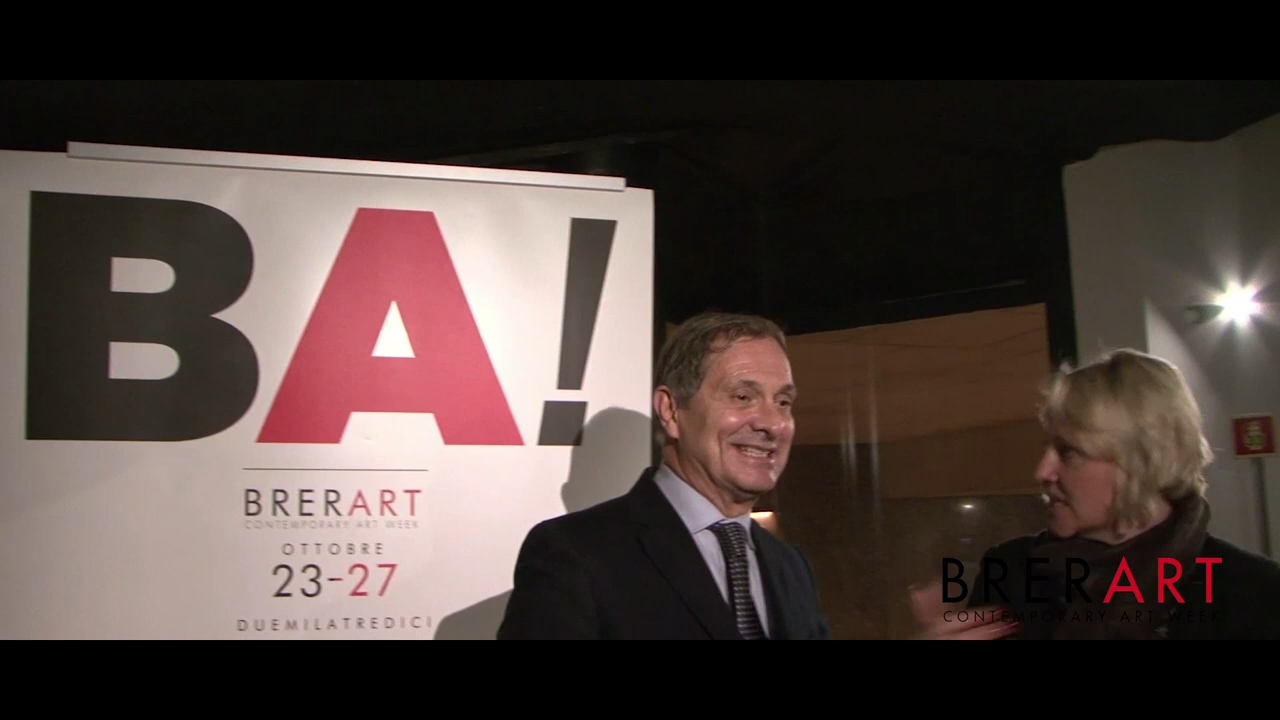 BA!
BRERART
CONTEMPORARY ART WEEK
OTTOBRE
23-27
DUEMILATREDICI
BRERART
CONTEMPORARY ART WEEK